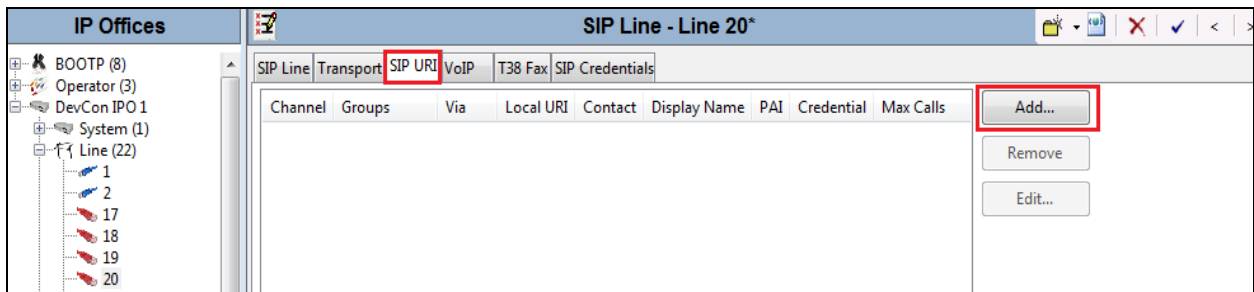 IP Offices
SIP Line - Line 20*
BOOTP (8)
Operator (3)
DevCon IPO 1
System (1)
Line (22)
1
2
17
18
19
20
SIP Line Transport SIP URI VoIP T38 Fax SIP Credentials
Channel Groups Via Local URI Contact Display Name PAI Credential Max Calls
Add...
Remove
Edit...